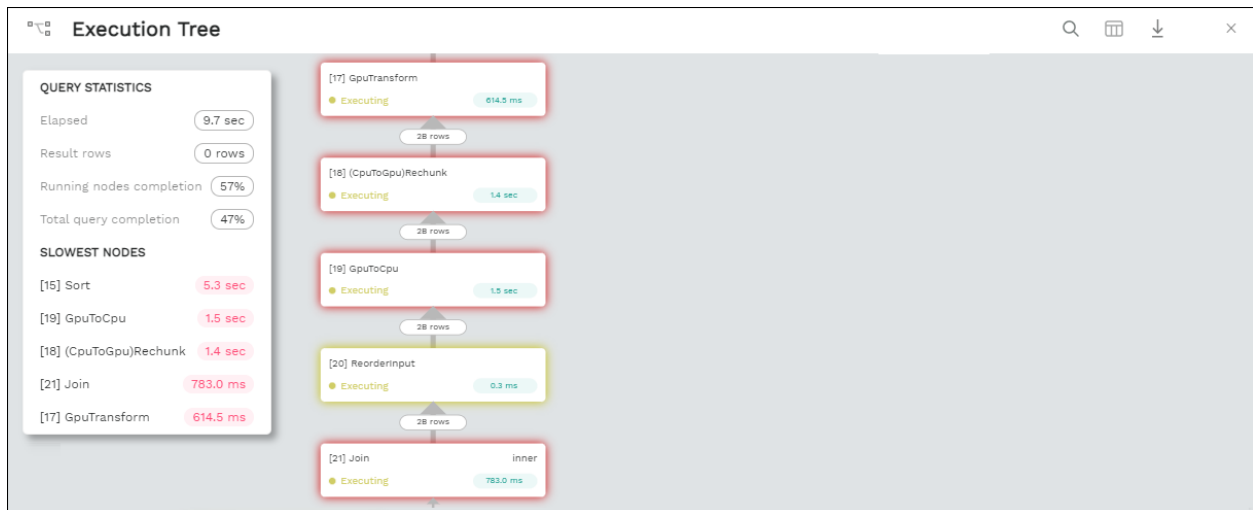 Execution Tree
QUERY STATISTICS
Elapsed 9.7 sec
Result rows 0 rows
Running nodes completion 57%
Total query completion 47%
SLOWEST NODES
[15] Sort 5.3 sec
[19] GpuToCpu 1.5 sec
[18] (CpuToGpu)Rechunk 1.4 sec
[21] Join 783.0 ms
[17] GpuTransform 614.5 ms
[17] GpuTransform
Executing 614.5 ms
2B rows
[18] (CpuToGpu)Rechunk
Executing 1.4 sec
2B rows
[19] GpuToCpu
Executing 1.5 sec
2B rows
[20] ReorderInput
Executing 0.3 ms
2B rows
[21] Join inner
Executing 783.0 ms